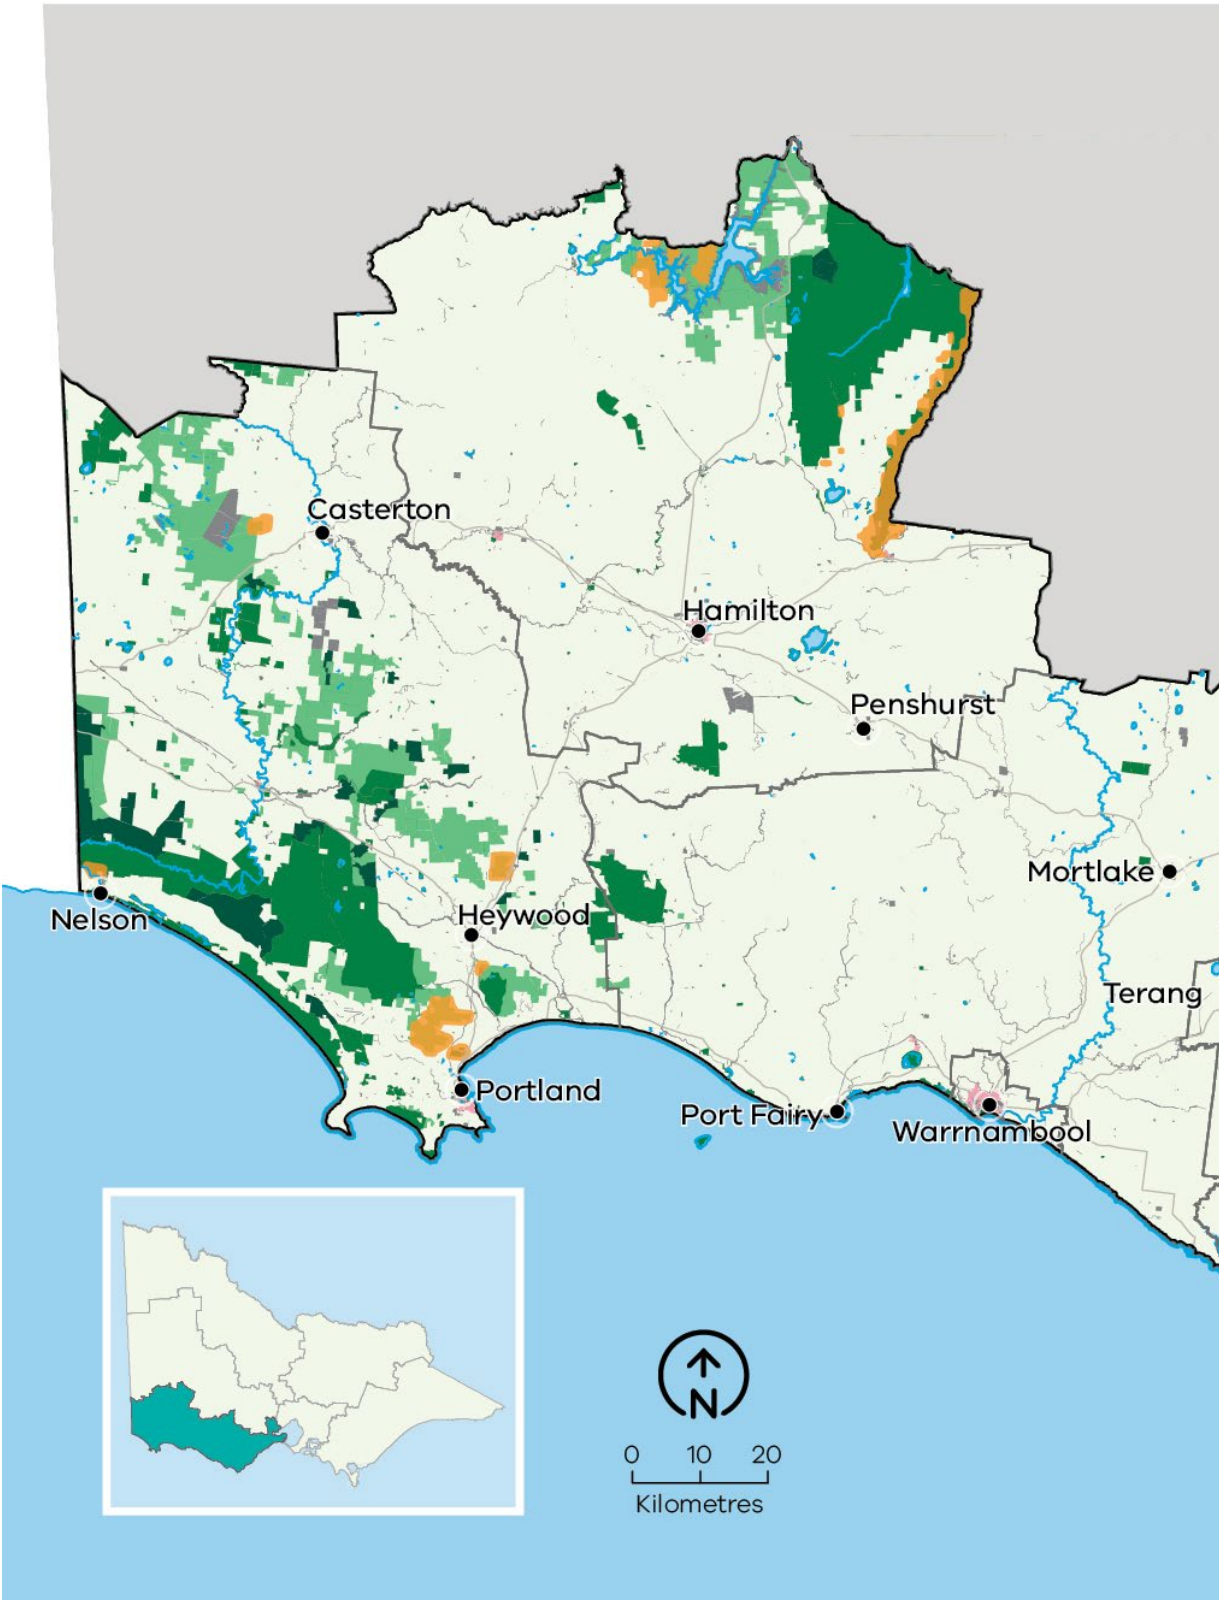 Casterton
Hamilton
Penshurst
Mortlake
Nelson
Heywood
Terang
Portland
Port Fairy
Warrnambool
N
0 10 20
Kilometres